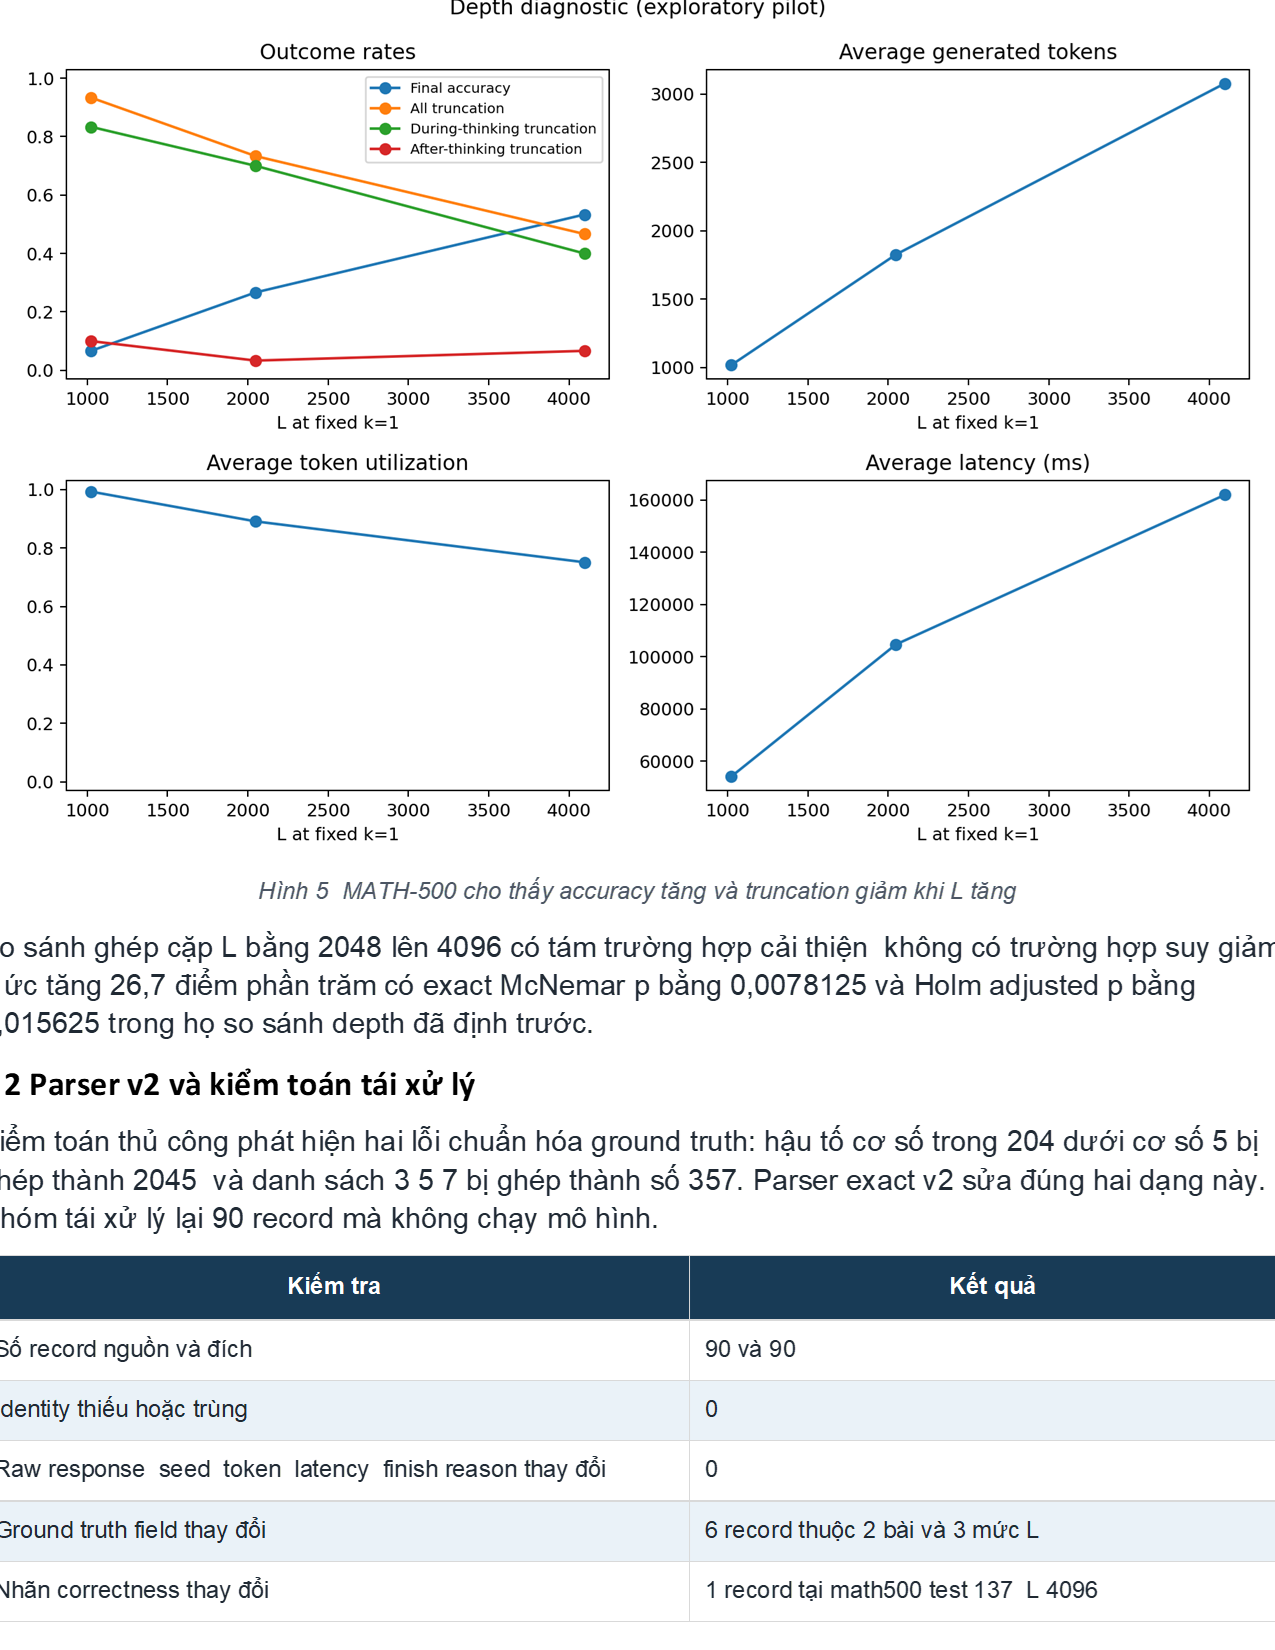 Depth diagnostic (exploratory pilot)
Outcome rates
1.0
0.8
0.6
0.4
0.2
0.0
Final accuracy
All truncation
During-thinking truncation
After-thinking truncation
1000 1500 2000 2500 3000 3500 4000
L at fixed k=1
Average generated tokens
3000
2500
2000
1500
1000
1000 1500 2000 2500 3000 3500 4000
L at fixed k=1
Average token utilization
1.0
0.8
0.6
0.4
0.2
0.0
1000 1500 2000 2500 3000 3500 4000
L at fixed k=1
Average latency (ms)
160000
140000
120000
100000
80000
60000
1000 1500 2000 2500 3000 3500 4000
L at fixed k=1
Hình 5 MATH-500 cho thấy accuracy tăng và truncation giảm khi L tăng
o sánh ghép cặp L bằng 2048 lên 4096 có tám trường hợp cải thiện không có trường hợp suy giảm
ức tăng 26,7 điểm phần trăm có exact McNemar p bằng 0,0078125 và Holm adjusted p bằng
,015625 trong họ so sánh depth đã định trước.
2 Parser v2 và kiểm toán tái xử lý
iểm toán thủ công phát hiện hai lỗi chuẩn hóa ground truth: hậu tố cơ số trong 204 dưới cơ số 5 bị
hép thành 2045 và danh sách 3 5 7 bị ghép thành số 357. Parser exact v2 sửa đúng hai dạng này.
hóm tái xử lý lại 90 record mà không chạy mô hình.
Kiểm tra Kết quả
Số record nguồn và đích 90 và 90
dentity thiếu hoặc trùng 0
Raw response seed token latency finish reason thay đổi 0
Ground truth field thay đổi 6 record thuộc 2 bài và 3 mức L
Nhãn correctness thay đổi 1 record tại math500 test 137 L 4096